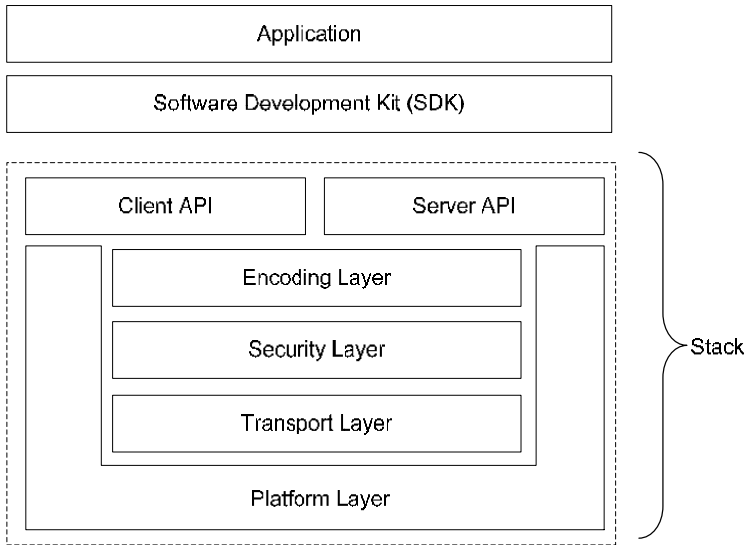 Application
Software Development Kit (SDK)
Client API
Server API
Encoding Layer
Security Layer
Stack
Transport Layer
Platform Layer